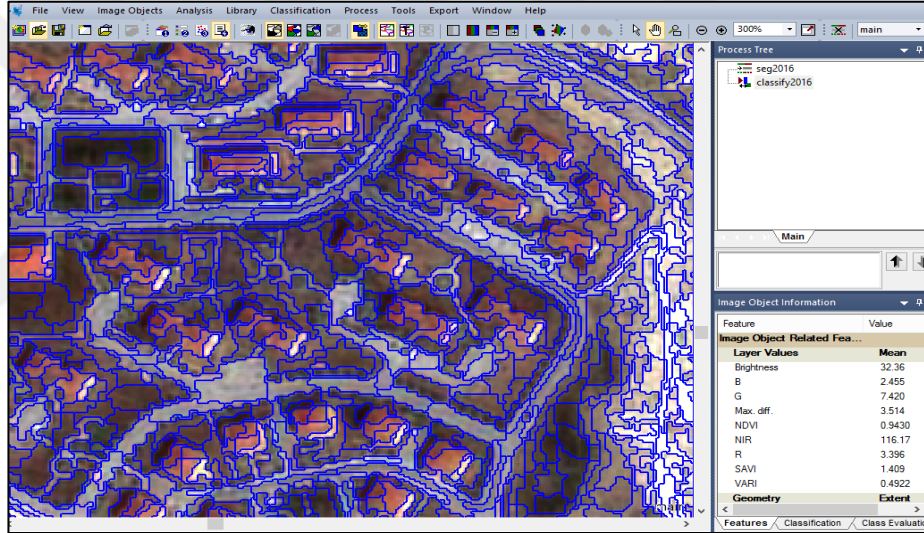 File View Image Objects Analysis Library Classification Process Tools Export Window Help
300% main
Process Tree
seg2016
classify2016
Main
Image Object Information
Feature Value
Image Object Related Fea...
Layer Values Mean
Brightness 32.36
B 2.455
G 7.420
Max. diff. 3.514
NDVI 0.9430
NIR 116.17
R 3.396
SAVI 1.409
VARI 0.4922
Geometry Extent
Features Classification Class Evaluatio